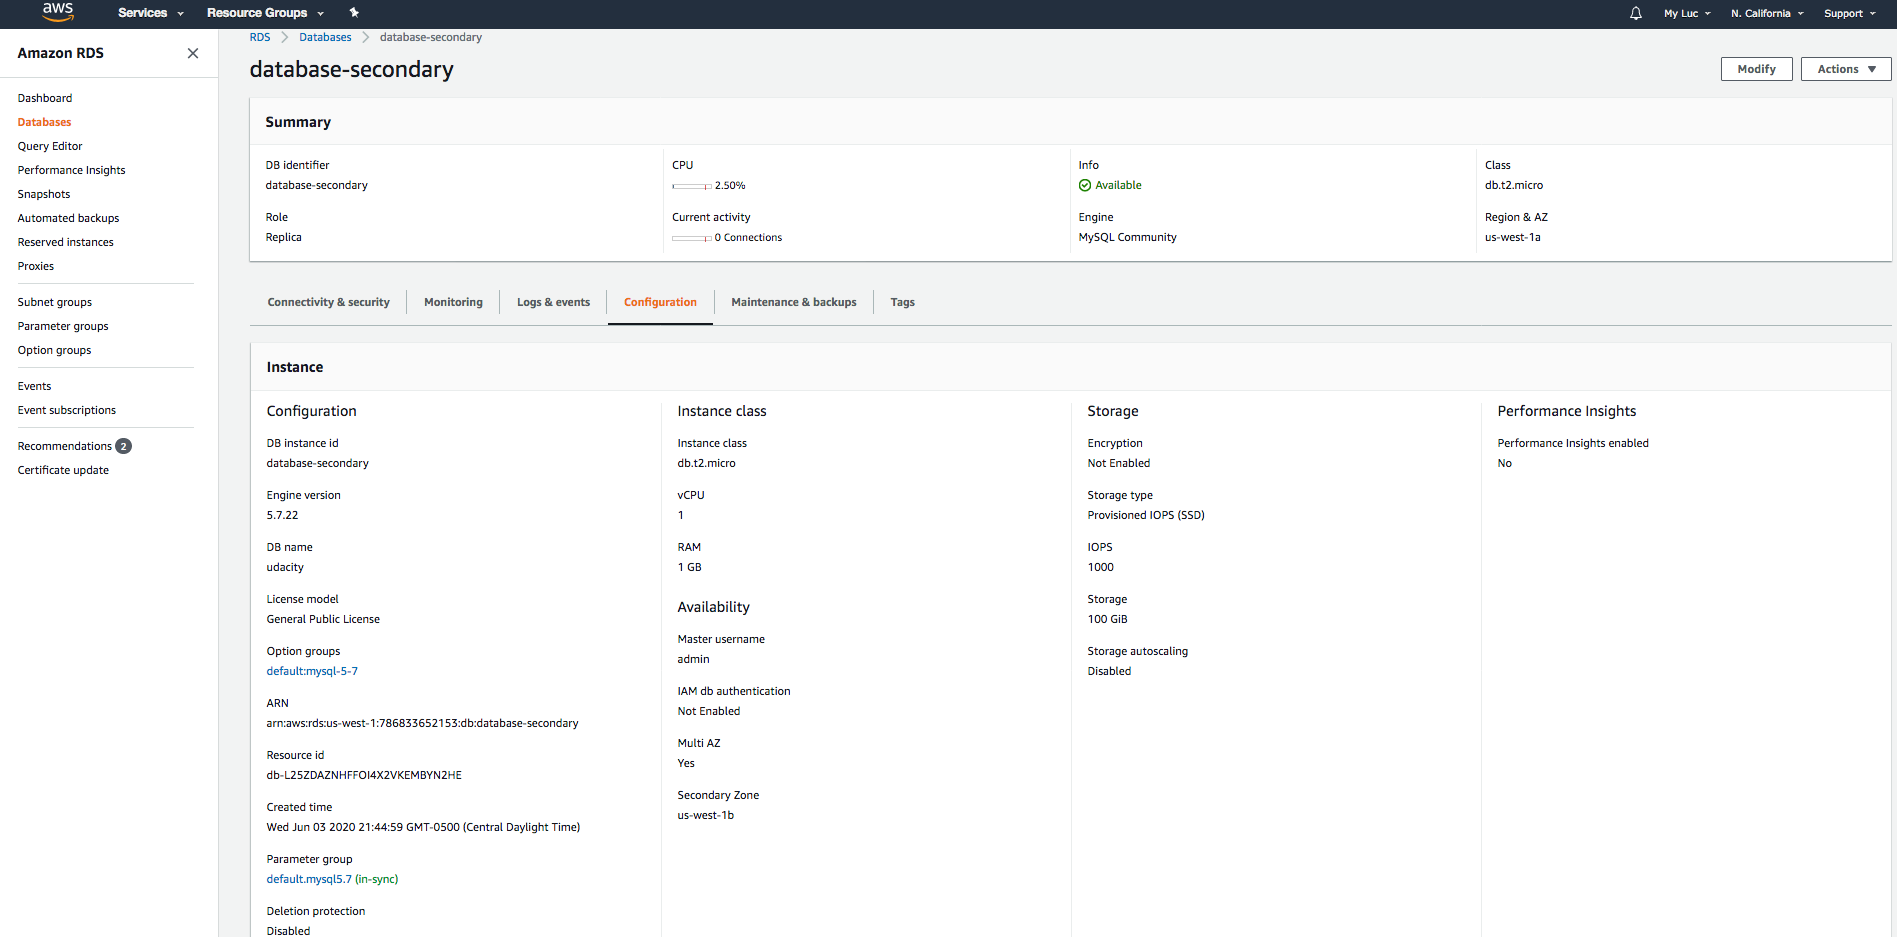 aws Services Resource Groups My Luc N. California Support
Amazon RDS
Dashboard
Databases
Query Editor
Performance Insights
Snapshots
Automated backups
Reserved instances
Proxies
Subnet groups
Parameter groups
Option groups
Events
Event subscriptions
Recommendations 2
Certificate update
RDS Databases database-secondary
database-secondary
Modify Actions
Summary
DB identifier
database-secondary
Role
Replica
CPU
2.50%
Current activity
0 Connections
Info
Available
Engine
MySQL Community
Class
db.t2.micro
Region & AZ
us-west-1a
Connectivity & security Monitoring Logs & events Configuration Maintenance & backups Tags
Instance
Configuration
DB instance id
database-secondary
Engine version
5.7.22
DB name
udacity
License model
General Public License
Option groups
default:mysql-5-7
ARN
arn:aws:rds:us-west-1:786833652153:db:database-secondary
Resource id
db-L25ZDAZNHFFOI4X2VKEMBYN2HE
Created time
Wed Jun 03 2020 21:44:59 GMT-0500 (Central Daylight Time)
Parameter group
default.mysql5.7 (in-sync)
Deletion protection
Disabled
Instance class
Instance class
db.t2.micro
vCPU
1
RAM
1 GB
Availability
Master username
admin
IAM db authentication
Not Enabled
Multi AZ
Yes
Secondary Zone
us-west-1b
Storage
Encryption
Not Enabled
Storage type
Provisioned IOPS (SSD)
IOPS
1000
Storage
100 GiB
Storage autoscaling
Disabled
Performance Insights
Performance Insights enabled
No